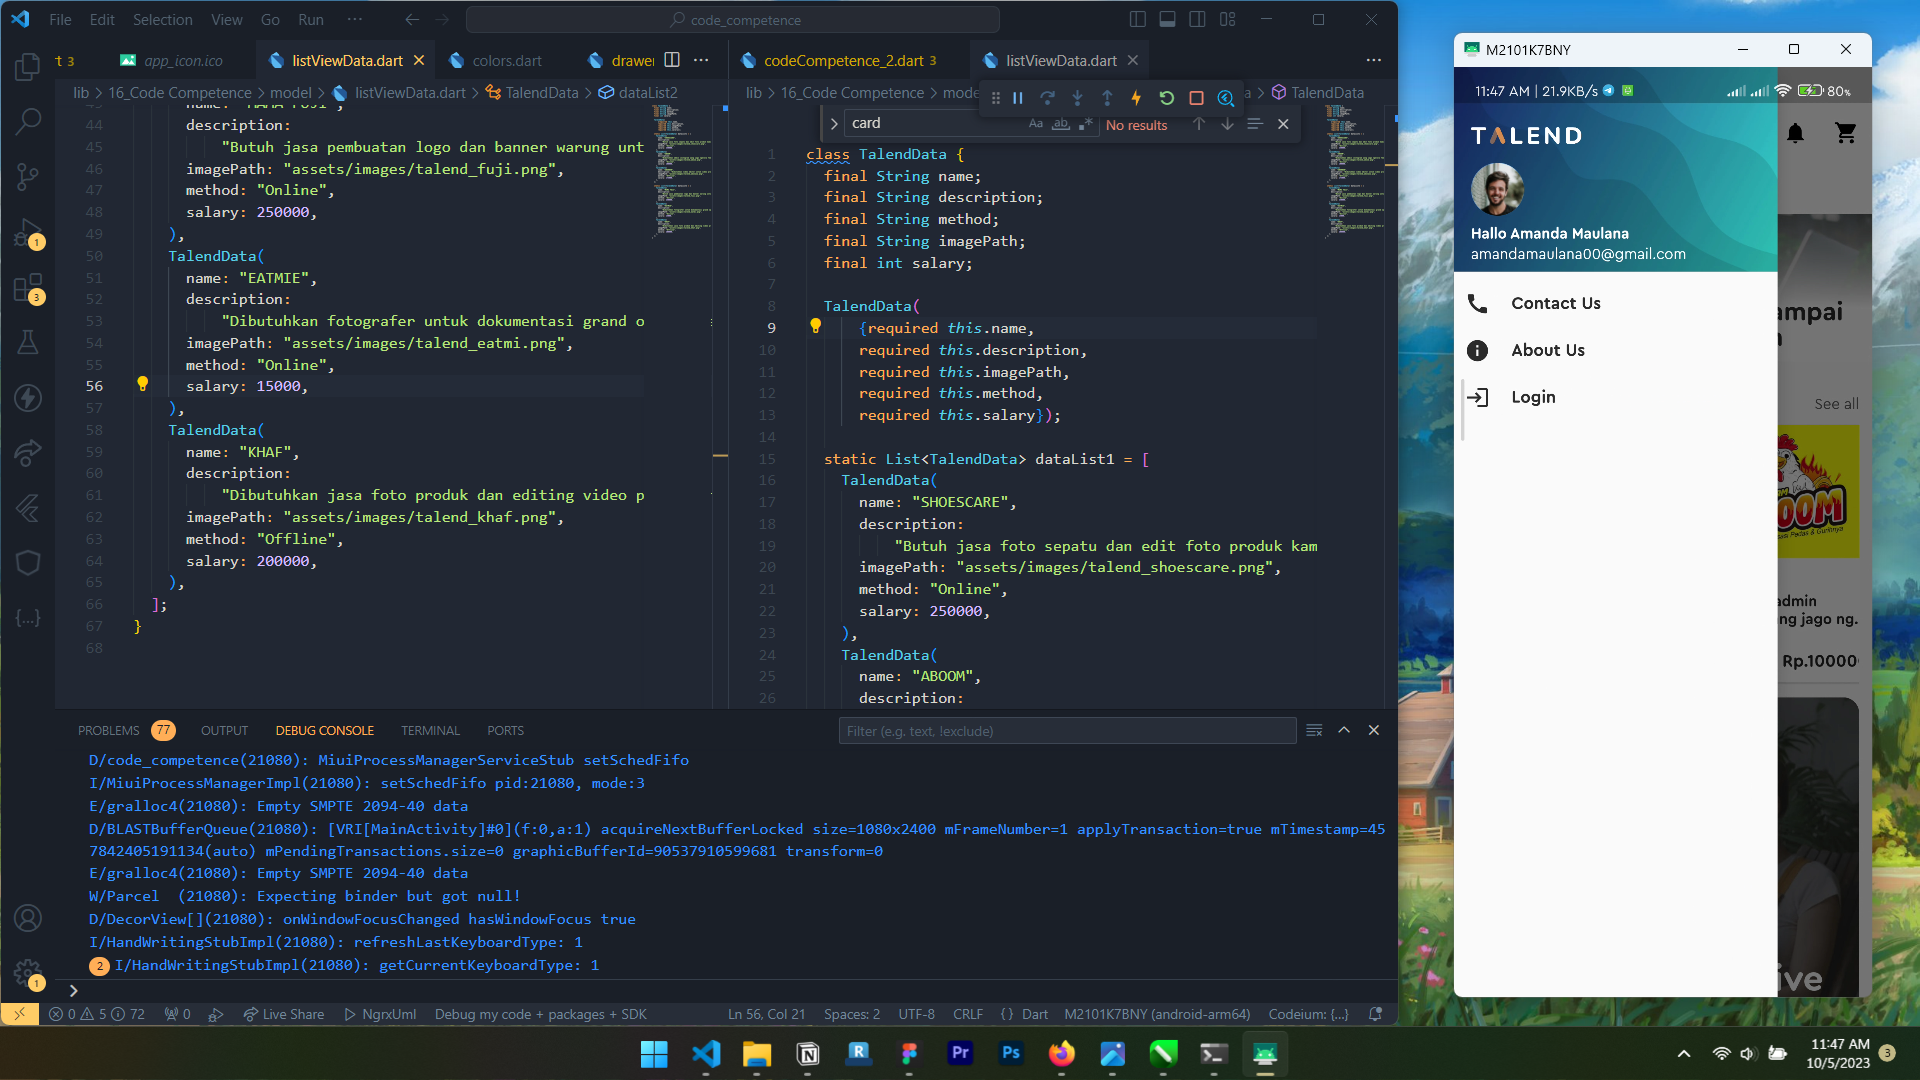 File Edit Selection View Go Run ···
code_competence
t 3
app_icon.ico
listViewData.dart
colors.dart
drawer
codeCompetence_2.dart 3
listViewData.dart
lib > 16_Code Competence > model > listViewData.dart > TalendData > dataList2
lib > 16_Code Competence > mode
a > TalendData
card
Aa ab No results
44 description:
45 "Butuh jasa pembuatan logo dan banner warung unt
46 imagePath: "assets/images/talend_fuji.png",
47 method: "Online",
48 salary: 250000,
49 ),
50 TalendData(
51 name: "EATMIE",
52 description:
53 "Dibutuhkan fotografer untuk dokumentasi grand o
54 imagePath: "assets/images/talend_eatmi.png",
55 method: "Online",
56 salary: 15000,
57 ),
58 TalendData(
59 name: "KHAF",
60 description:
61 "Dibutuhkan jasa foto produk dan editing video p
62 imagePath: "assets/images/talend_khaf.png",
63 method: "Offline",
64 salary: 200000,
65 ),
66 ];
67 }
68
1 class TalendData {
2 final String name;
3 final String description;
4 final String method;
5 final String imagePath;
6 final int salary;
7
8 TalendData(
9 {required this.name,
10 required this.description,
11 required this.imagePath,
12 required this.method,
13 required this.salary});
14
15 static List<TalendData> dataList1 = [
16 TalendData(
17 name: "SHOESCARE",
18 description:
19 "Butuh jasa foto sepatu dan edit foto produk kam
20 imagePath: "assets/images/talend_shoescare.png",
21 method: "Online",
22 salary: 250000,
23 ),
24 TalendData(
25 name: "ABOOM",
26 description:
PROBLEMS 77 OUTPUT DEBUG CONSOLE TERMINAL PORTS
Filter (e.g. text, !exclude)
D/code_competence(21080): MiuiProcessManagerServiceStub setSchedFifo
I/MiuiProcessManagerImpl(21080): setSchedFifo pid:21080, mode:3
E/gralloc4(21080): Empty SMPTE 2094-40 data
D/BLASTBufferQueue(21080): [VRI[MainActivity]#0](f:0,a:1) acquireNextBufferLocked size=1080x2400 mFrameNumber=1 applyTransaction=true mTimestamp=45
7842405191134(auto) mPendingTransactions.size=0 graphicBufferId=90537910599681 transform=0
E/gralloc4(21080): Empty SMPTE 2094-40 data
W/Parcel  (21080): Expecting binder but got null!
D/DecorView[](21080): onWindowFocusChanged hasWindowFocus true
I/HandWritingStubImpl(21080): refreshLastKeyboardType: 1
2 I/HandWritingStubImpl(21080): getCurrentKeyboardType: 1
>
0 5 72 0 Live Share NgrxUml Debug my code + packages + SDK Ln 56, Col 21 Spaces: 2 UTF-8 CRLF {} Dart M2101K7BNY (android-arm64) Codeium: {...}
1
3
1
M2101K7BNY
11:47 AM | 21.9KB/s 80%
TALEND
Hallo Amanda Maulana
amandamaulana00@gmail.com
Contact Us
About Us
Login
ampai
n
See all
OOM
admin
ng jago ng.
Rp.10000
ive
R Pr Ps
11:47 AM
10/5/2023
3